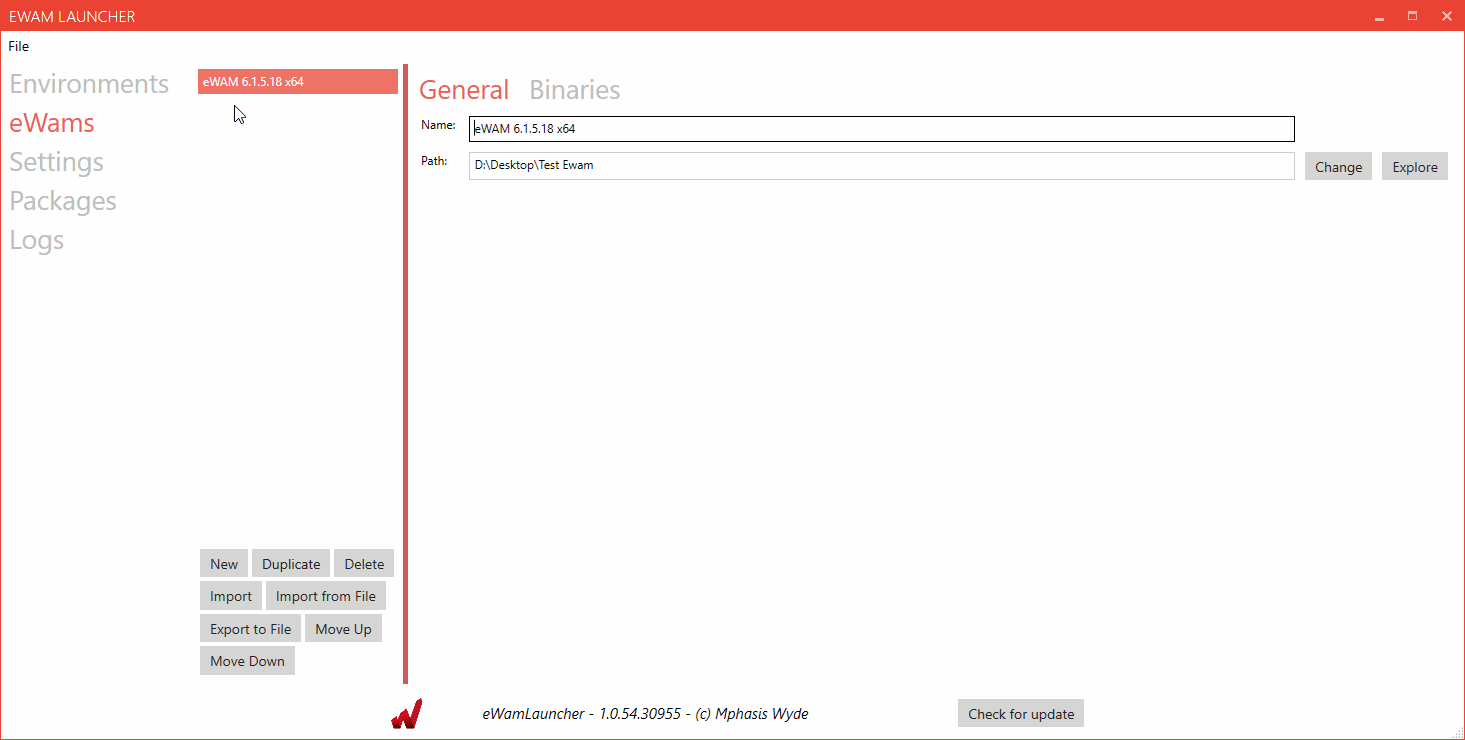 EWAM LAUNCHER
File
Environments
eWams
Settings
Packages
Logs
eWAM 6.1.5.18 x64
New Duplicate Delete
Import Import from File
Export to File Move Up
Move Down
General Binaries
Name: eWAM 6.1.5.18 x64
Path: D:\Desktop\Test Ewam Change Explore
eWamLauncher - 1.0.54.30955 - (c) Mphasis Wyde Check for update